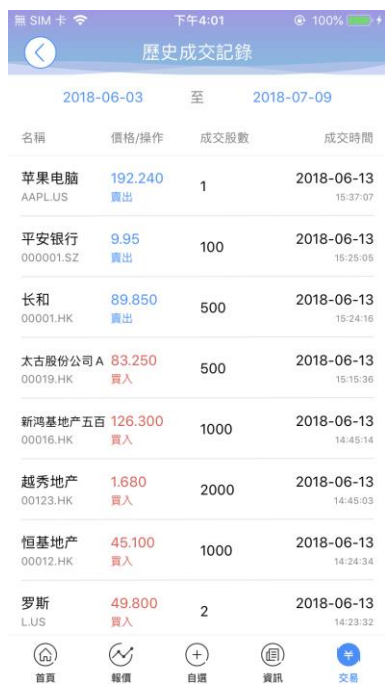 無 SIM 卡 下午4:01 100%
歷史成交記錄
2018-06-03 至 2018-07-09
名稱 價格/操作 成交股數 成交時間
苹果电脑 192.240 1 2018-06-13
AAPL.US 賣出 15:37:07
平安银行 9.95 100 2018-06-13
000001.SZ 賣出 15:25:05
长和 89.850 500 2018-06-13
00001.HK 賣出 15:24:16
太古股份公司A 83.250 500 2018-06-13
00019.HK 買入 15:15:36
新鸿基地产五百 126.300 1000 2018-06-13
00016.HK 買入 14:45:14
越秀地产 1.680 2000 2018-06-13
00123.HK 買入 14:45:03
恒基地产 45.100 1000 2018-06-13
00012.HK 買入 14:24:34
罗斯 49.800 2 2018-06-13
L.US 買入 14:23:32
首頁 報價 自選 資訊 交易